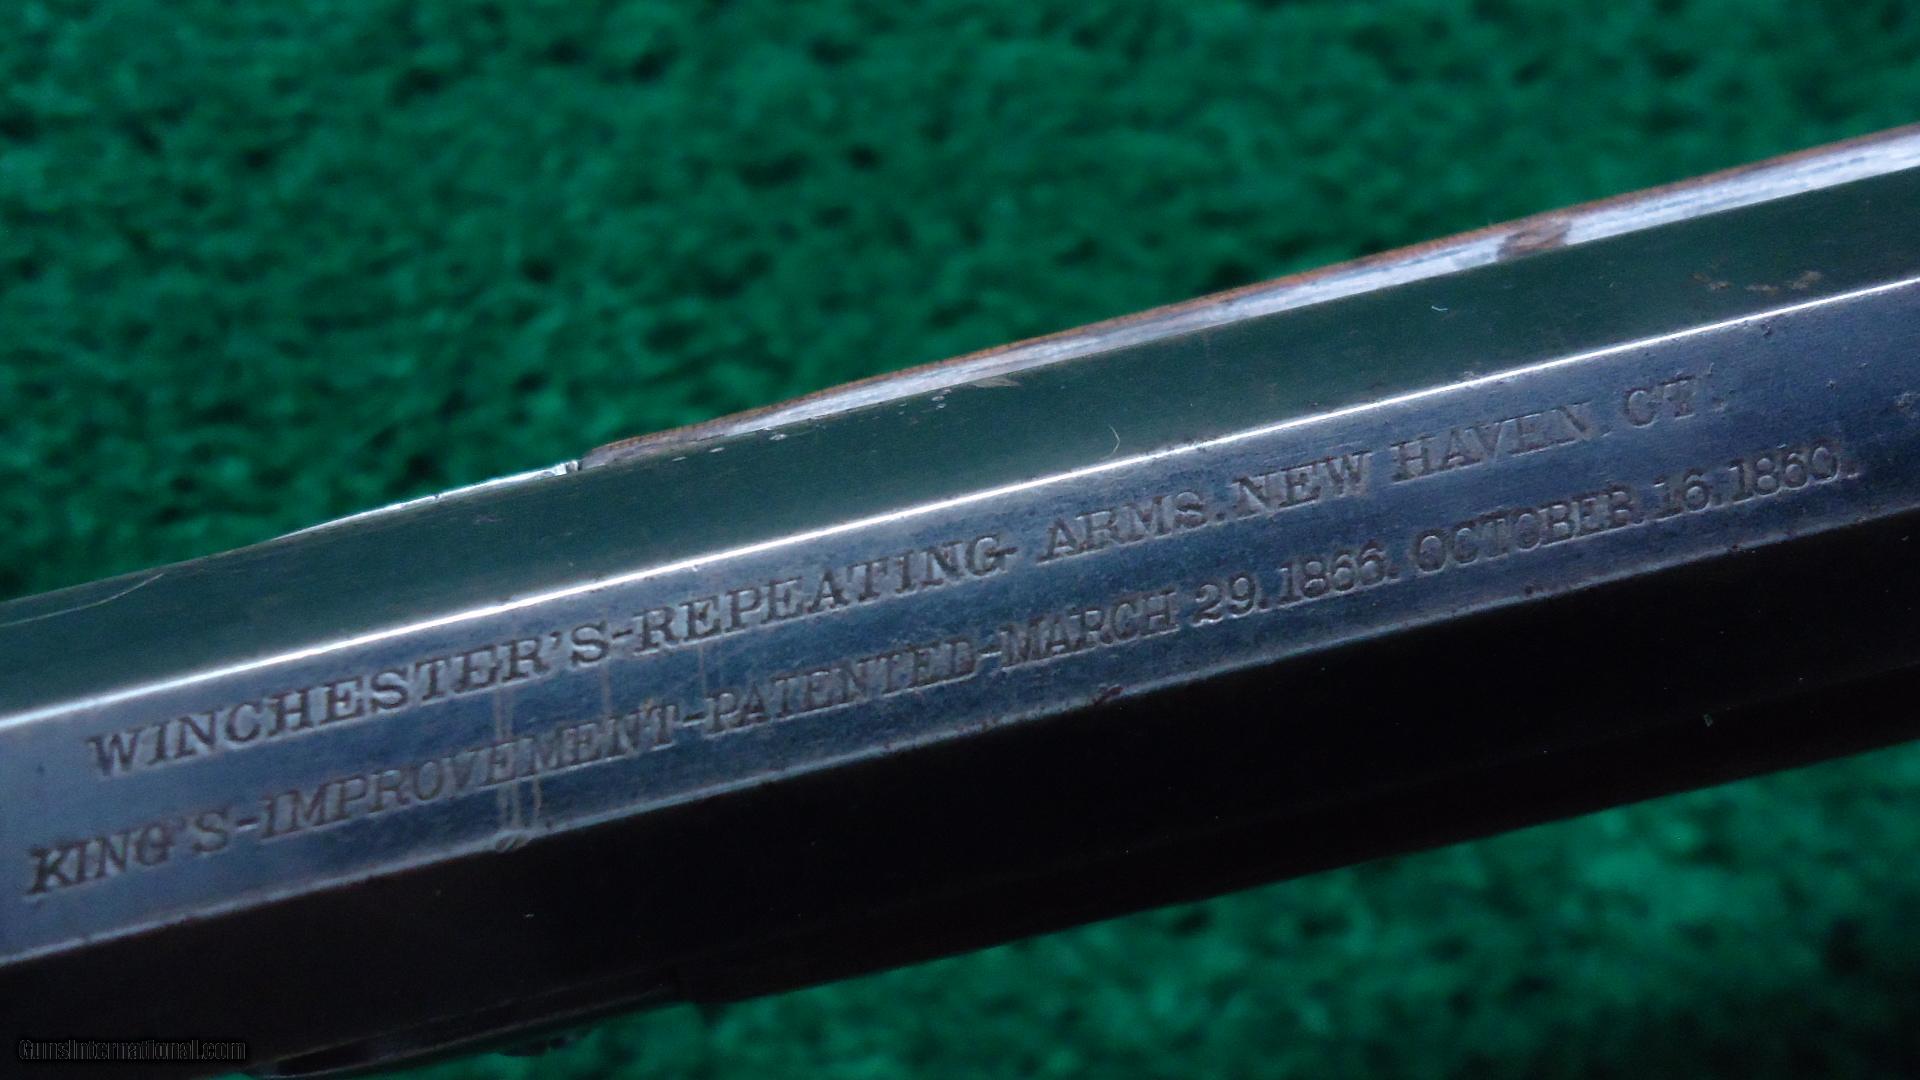 WINCHESTER'S-REPEATING ARMS. NEW HAVEN. CT.
KING'S-IMPROVEMENT-PATENTED-MARCH 29. 1866. OCTOBER. 16. 1860.
GunsInternational.com